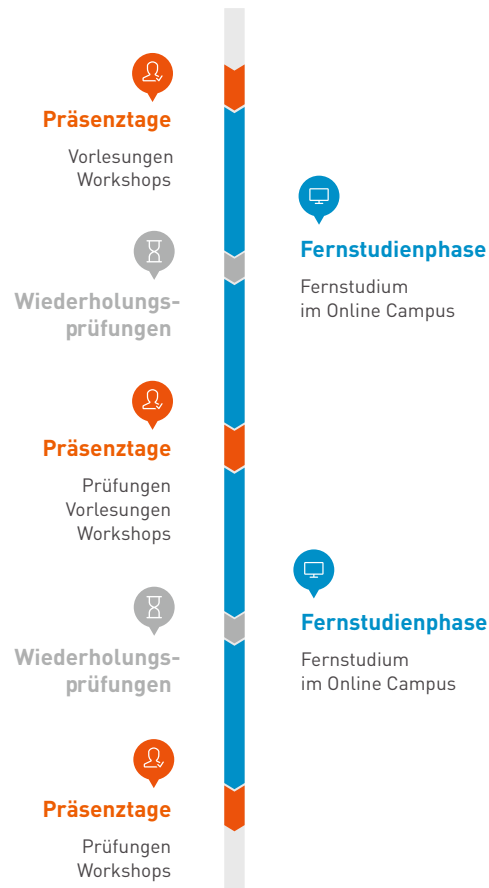 Präsenztage
Vorlesungen
Workshops
Fernstudienphase
Fernstudium
im Online Campus
Wiederholungs-
prüfungen
Präsenztage
Prüfungen
Vorlesungen
Workshops
Fernstudienphase
Fernstudium
im Online Campus
Wiederholungs-
prüfungen
Präsenztage
Prüfungen
Workshops